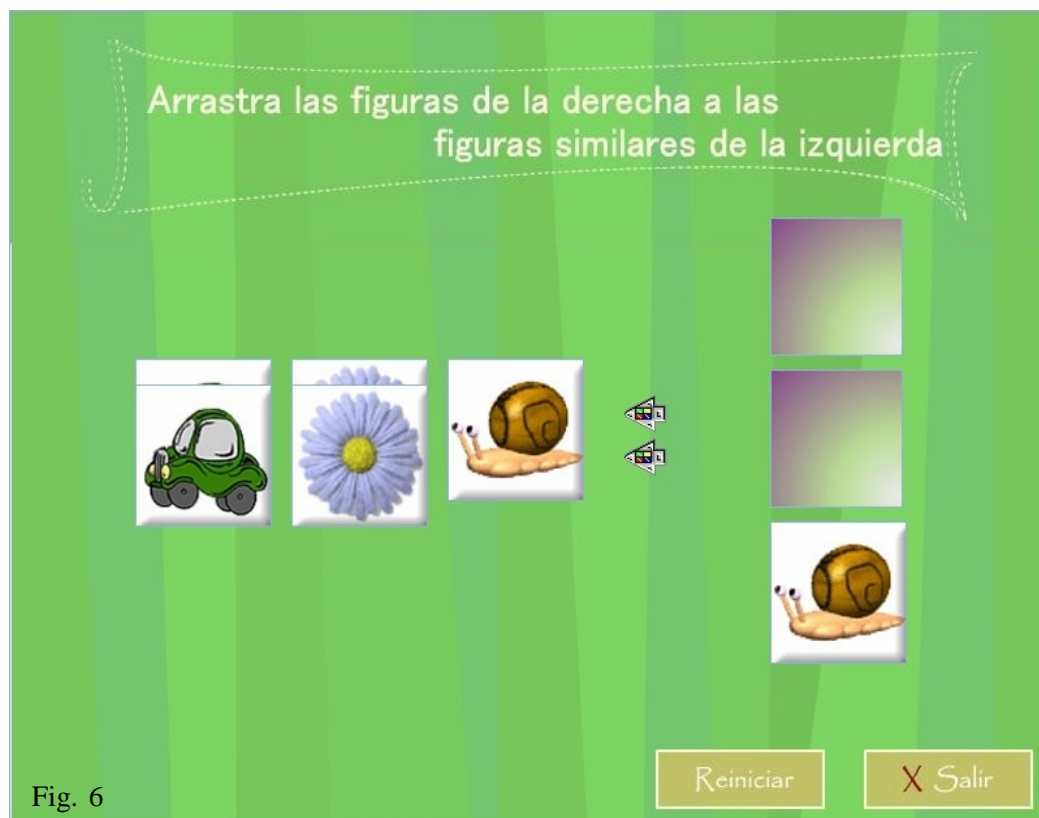 Arrastra las figuras de la derecha a las
figuras similares de la izquierda
Reiniciar
X Salir
Fig. 6